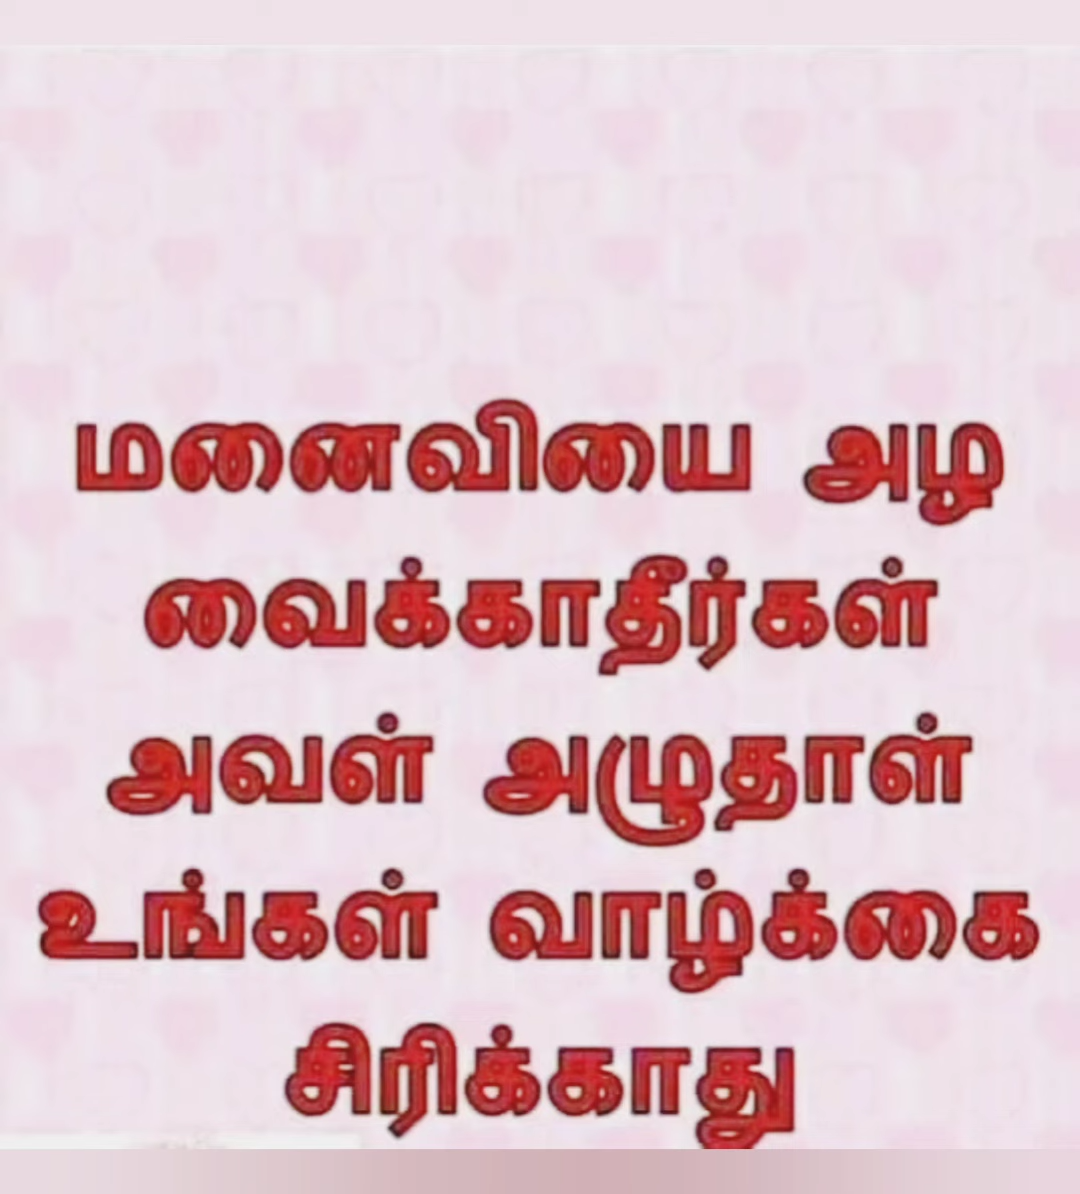 மனைவியை அழ
வைக்காதீர்கள்
அவள் அழுதாள்
உங்கள் வாழ்க்கை
சிரிக்காது